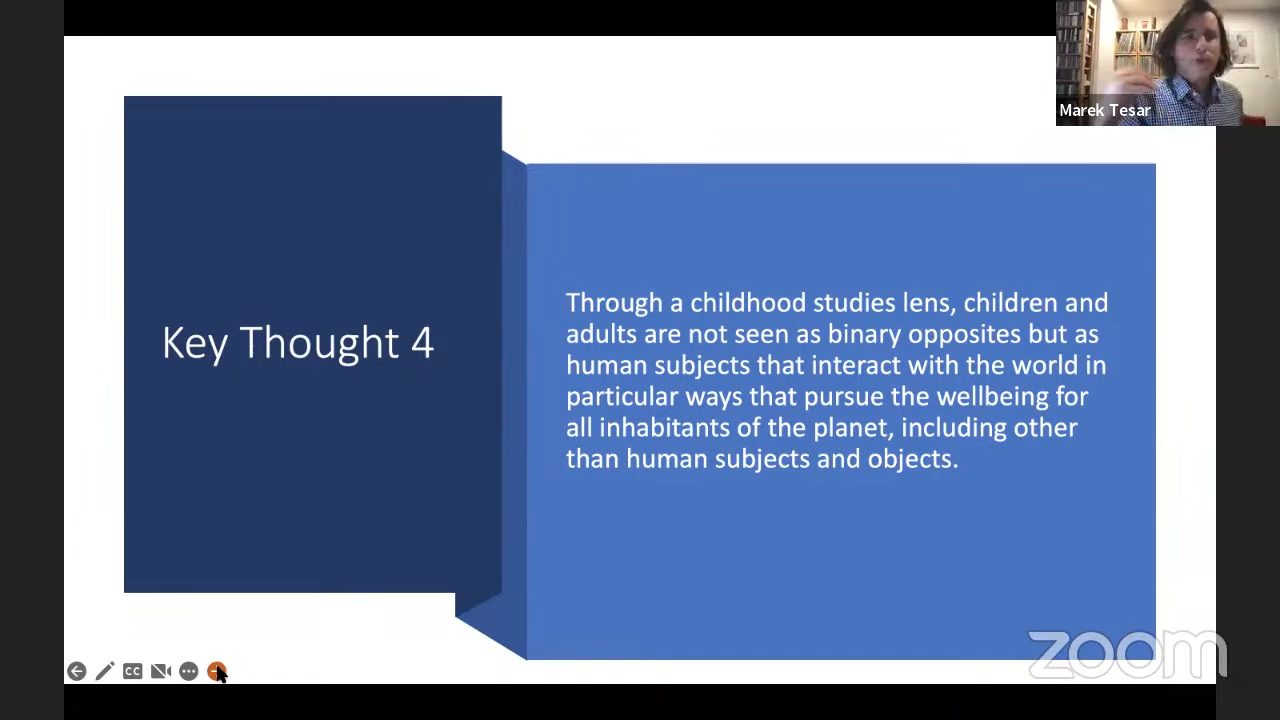 Marek Tesar
Key Thought 4
Through a childhood studies lens, children and
adults are not seen as binary opposites but as
human subjects that interact with the world in
particular ways that pursue the wellbeing for
all inhabitants of the planet, including other
than human subjects and objects.
CC
zoom